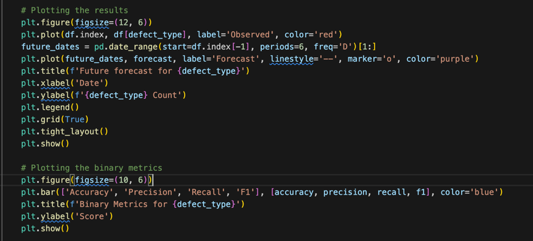 # Plotting the results
plt.figure(figsize=(12, 6))
plt.plot(df.index, df[defect_type], label='Observed', color='red')
future_dates = pd.date_range(start=df.index[-1], periods=6, freq='D')[1:]
plt.plot(future_dates, forecast, label='Forecast', linestyle='--', marker='o', color='purple')
plt.title(f'Future forecast for {defect_type}')
plt.xlabel('Date')
plt.ylabel(f'{defect_type} Count')
plt.legend()
plt.grid(True)
plt.tight_layout()
plt.show()
# Plotting the binary metrics
plt.figure(figsize=(10, 6))
plt.bar(['Accuracy', 'Precision', 'Recall', 'F1'], [accuracy, precision, recall, f1], color='blue')
plt.title(f'Binary Metrics for {defect_type}')
plt.ylabel('Score')
plt.show()